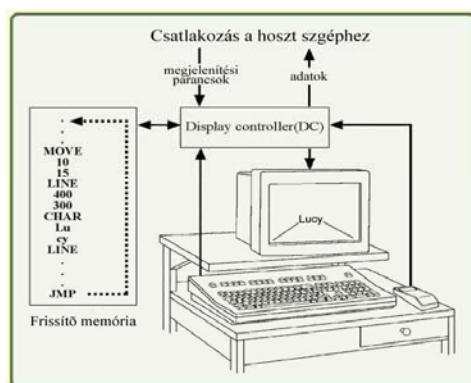 Csatlakozás a hoszt szgéphez
megjelenítési
parancsok
adatok
Display controller(DC)
.
.
.
MOVE
10
15
LINE
400
300
CHAR
Lu
cy
LINE
.
.
.
JMP
Frissítõ memória
Lucy